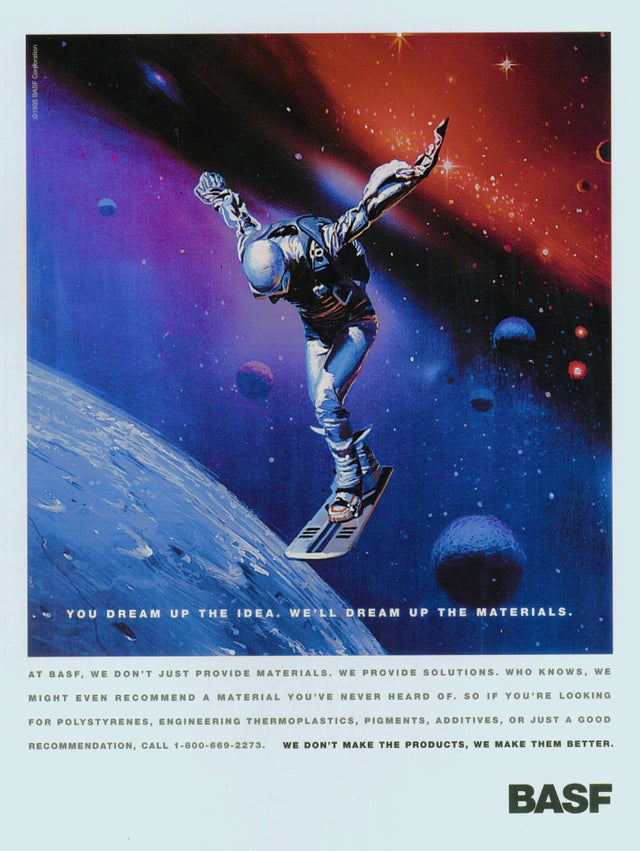 ©1995 BASF Corporation
YOU DREAM UP THE IDEA. WE'LL DREAM UP THE MATERIALS.
AT BASF, WE DON'T JUST PROVIDE MATERIALS. WE PROVIDE SOLUTIONS. WHO KNOWS, WE
MIGHT EVEN RECOMMEND A MATERIAL YOU'VE NEVER HEARD OF. SO IF YOU'RE LOOKING
FOR POLYSTYRENES, ENGINEERING THERMOPLASTICS, PIGMENTS, ADDITIVES, OR JUST A GOOD
RECOMMENDATION, CALL 1-800-669-2273. WE DON'T MAKE THE PRODUCTS, WE MAKE THEM BETTER.
BASF